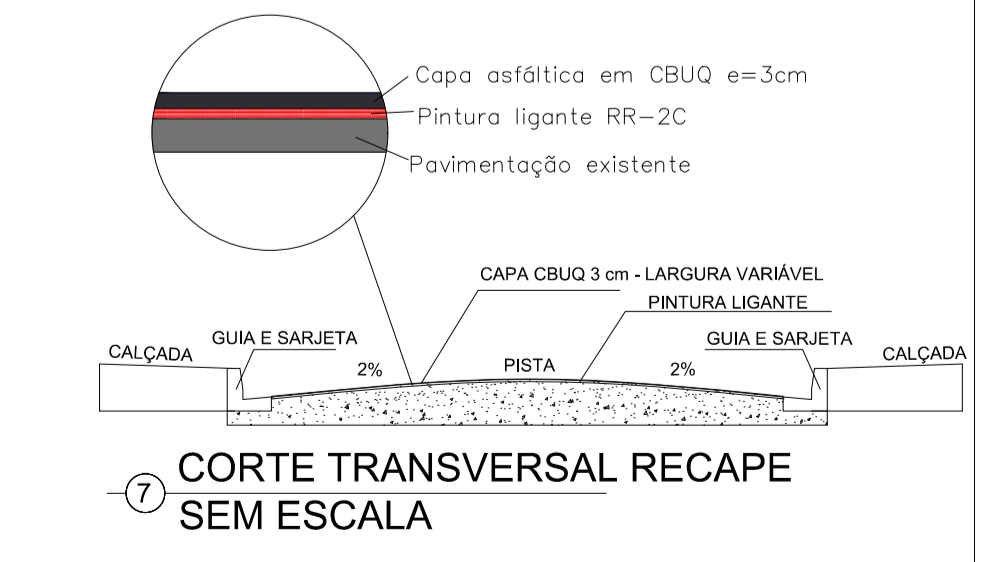 Capa asfáltica em CBUQ e=3cm
Pintura ligante RR-2C
Pavimentação existente
CAPA CBUQ 3 cm - LARGURA VARIÁVEL
PINTURA LIGANTE
GUIA E SARJETA
GUIA E SARJETA
CALÇADA
CALÇADA
2%
PISTA
2%
7
CORTE TRANSVERSAL RECAPE
SEM ESCALA